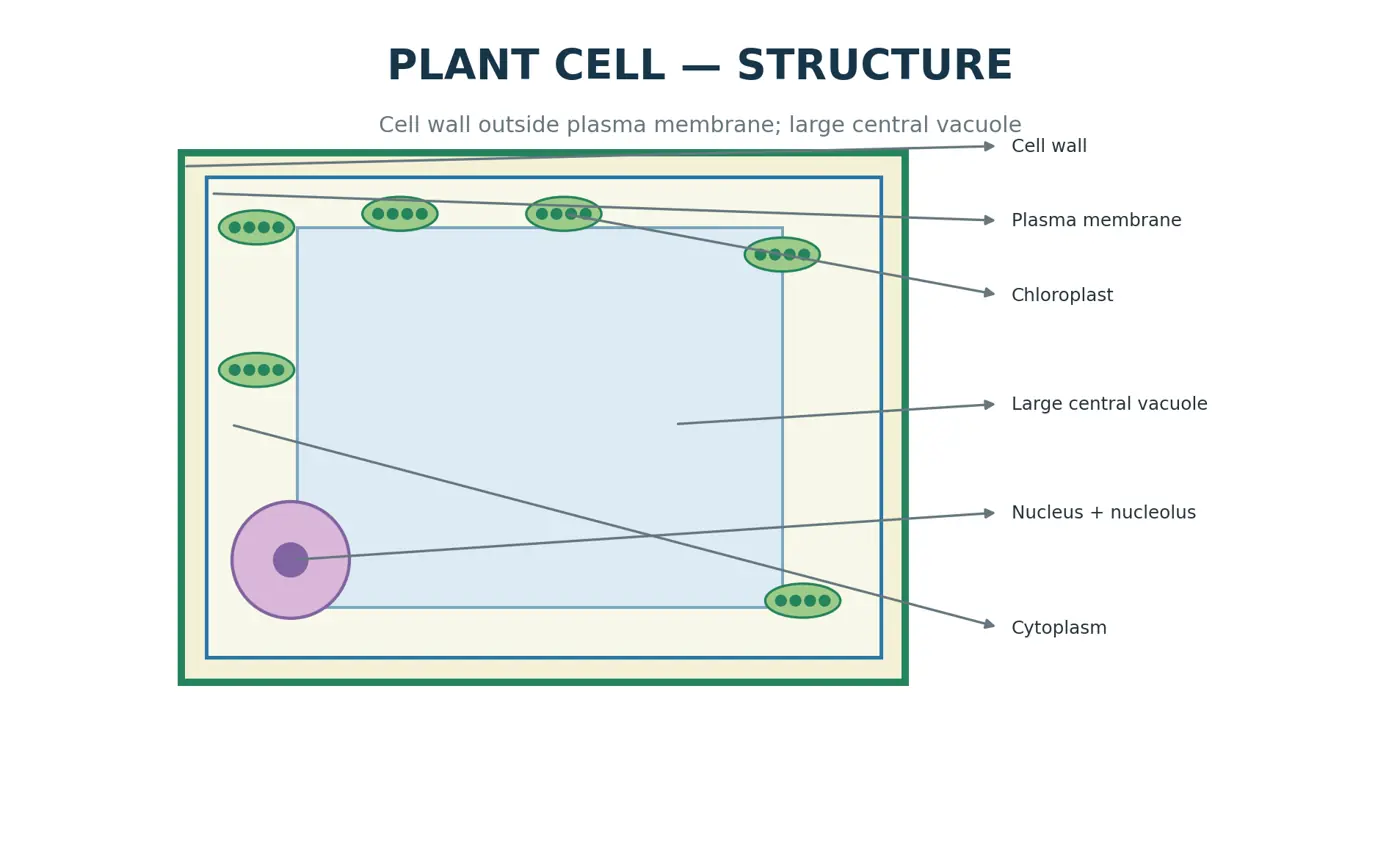 PLANT CELL — STRUCTURE
Cell wall outside plasma membrane; large central vacuole
Cell wall
Plasma membrane
Chloroplast
Large central vacuole
Nucleus + nucleolus
Cytoplasm